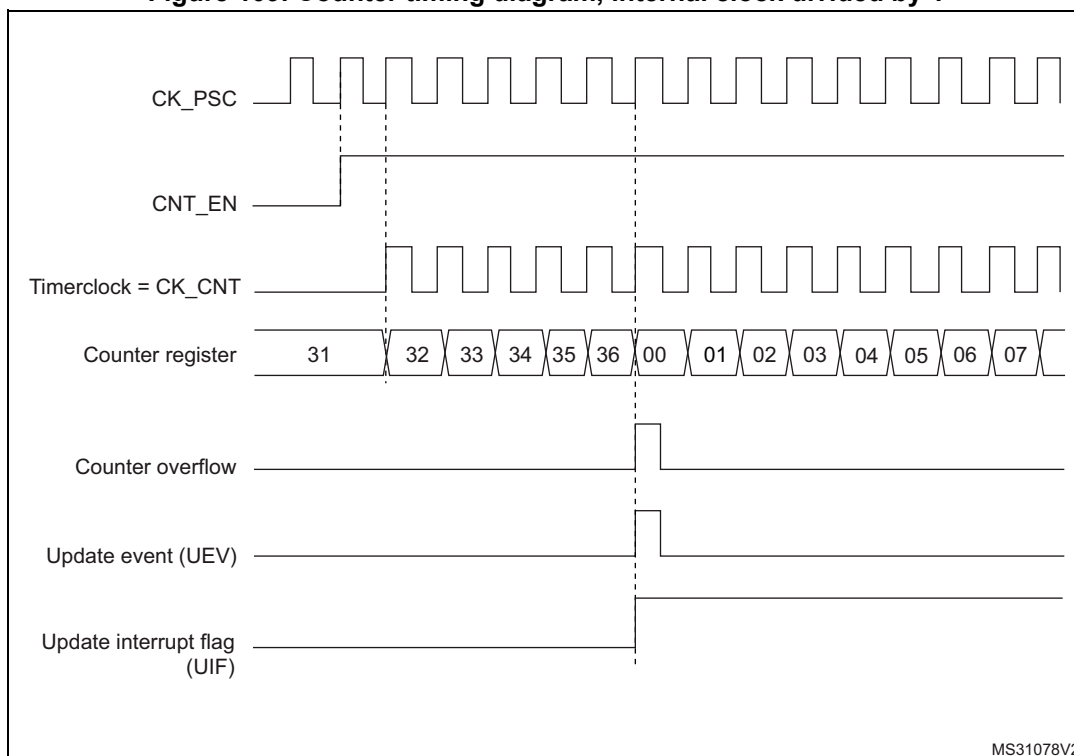 CK_PSC
CNT_EN
Timerclock = CK_CNT
Counter register 31 32 33 34 35 36 00 01 02 03 04 05 06 07
Counter overflow
Update event (UEV)
Update interrupt flag
(UIF)
MS31078V2